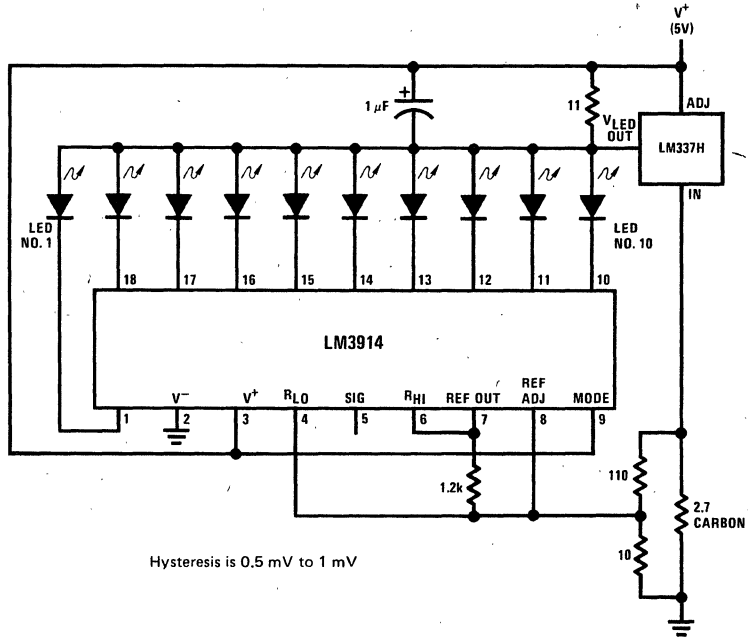 V+
(5V)
1 μF
11
VLED
OUT
ADJ
LM337H
IN
LED
NO. 1
LED
NO. 10
18
17
16
15
14
13
12
11
10
LM3914
V−
V+
RLO
SIG
RHI
REF OUT
REF
ADJ
MODE
1
2
3
4
5
6
7
8
9
1.2k
110
2.7
CARBON
10
Hysteresis is 0.5 mV to 1 mV